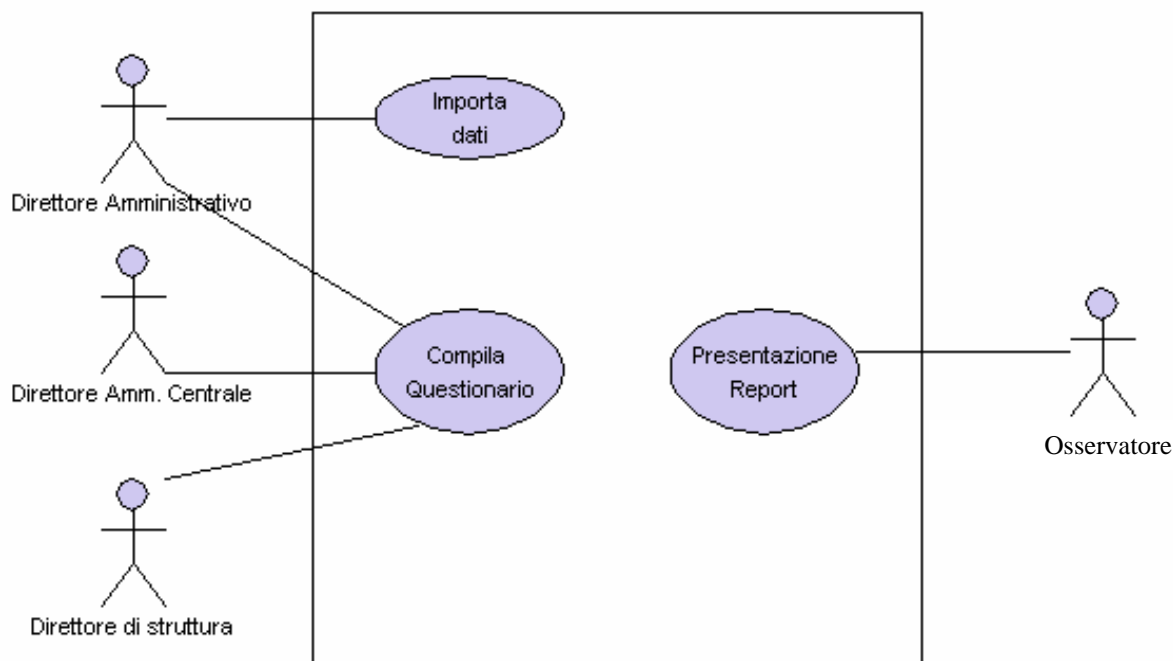 Importa
dati
Direttore Amministrativo
Compila
Questionario
Presentazione
Report
Direttore Amm. Centrale
Osservatore
Direttore di struttura